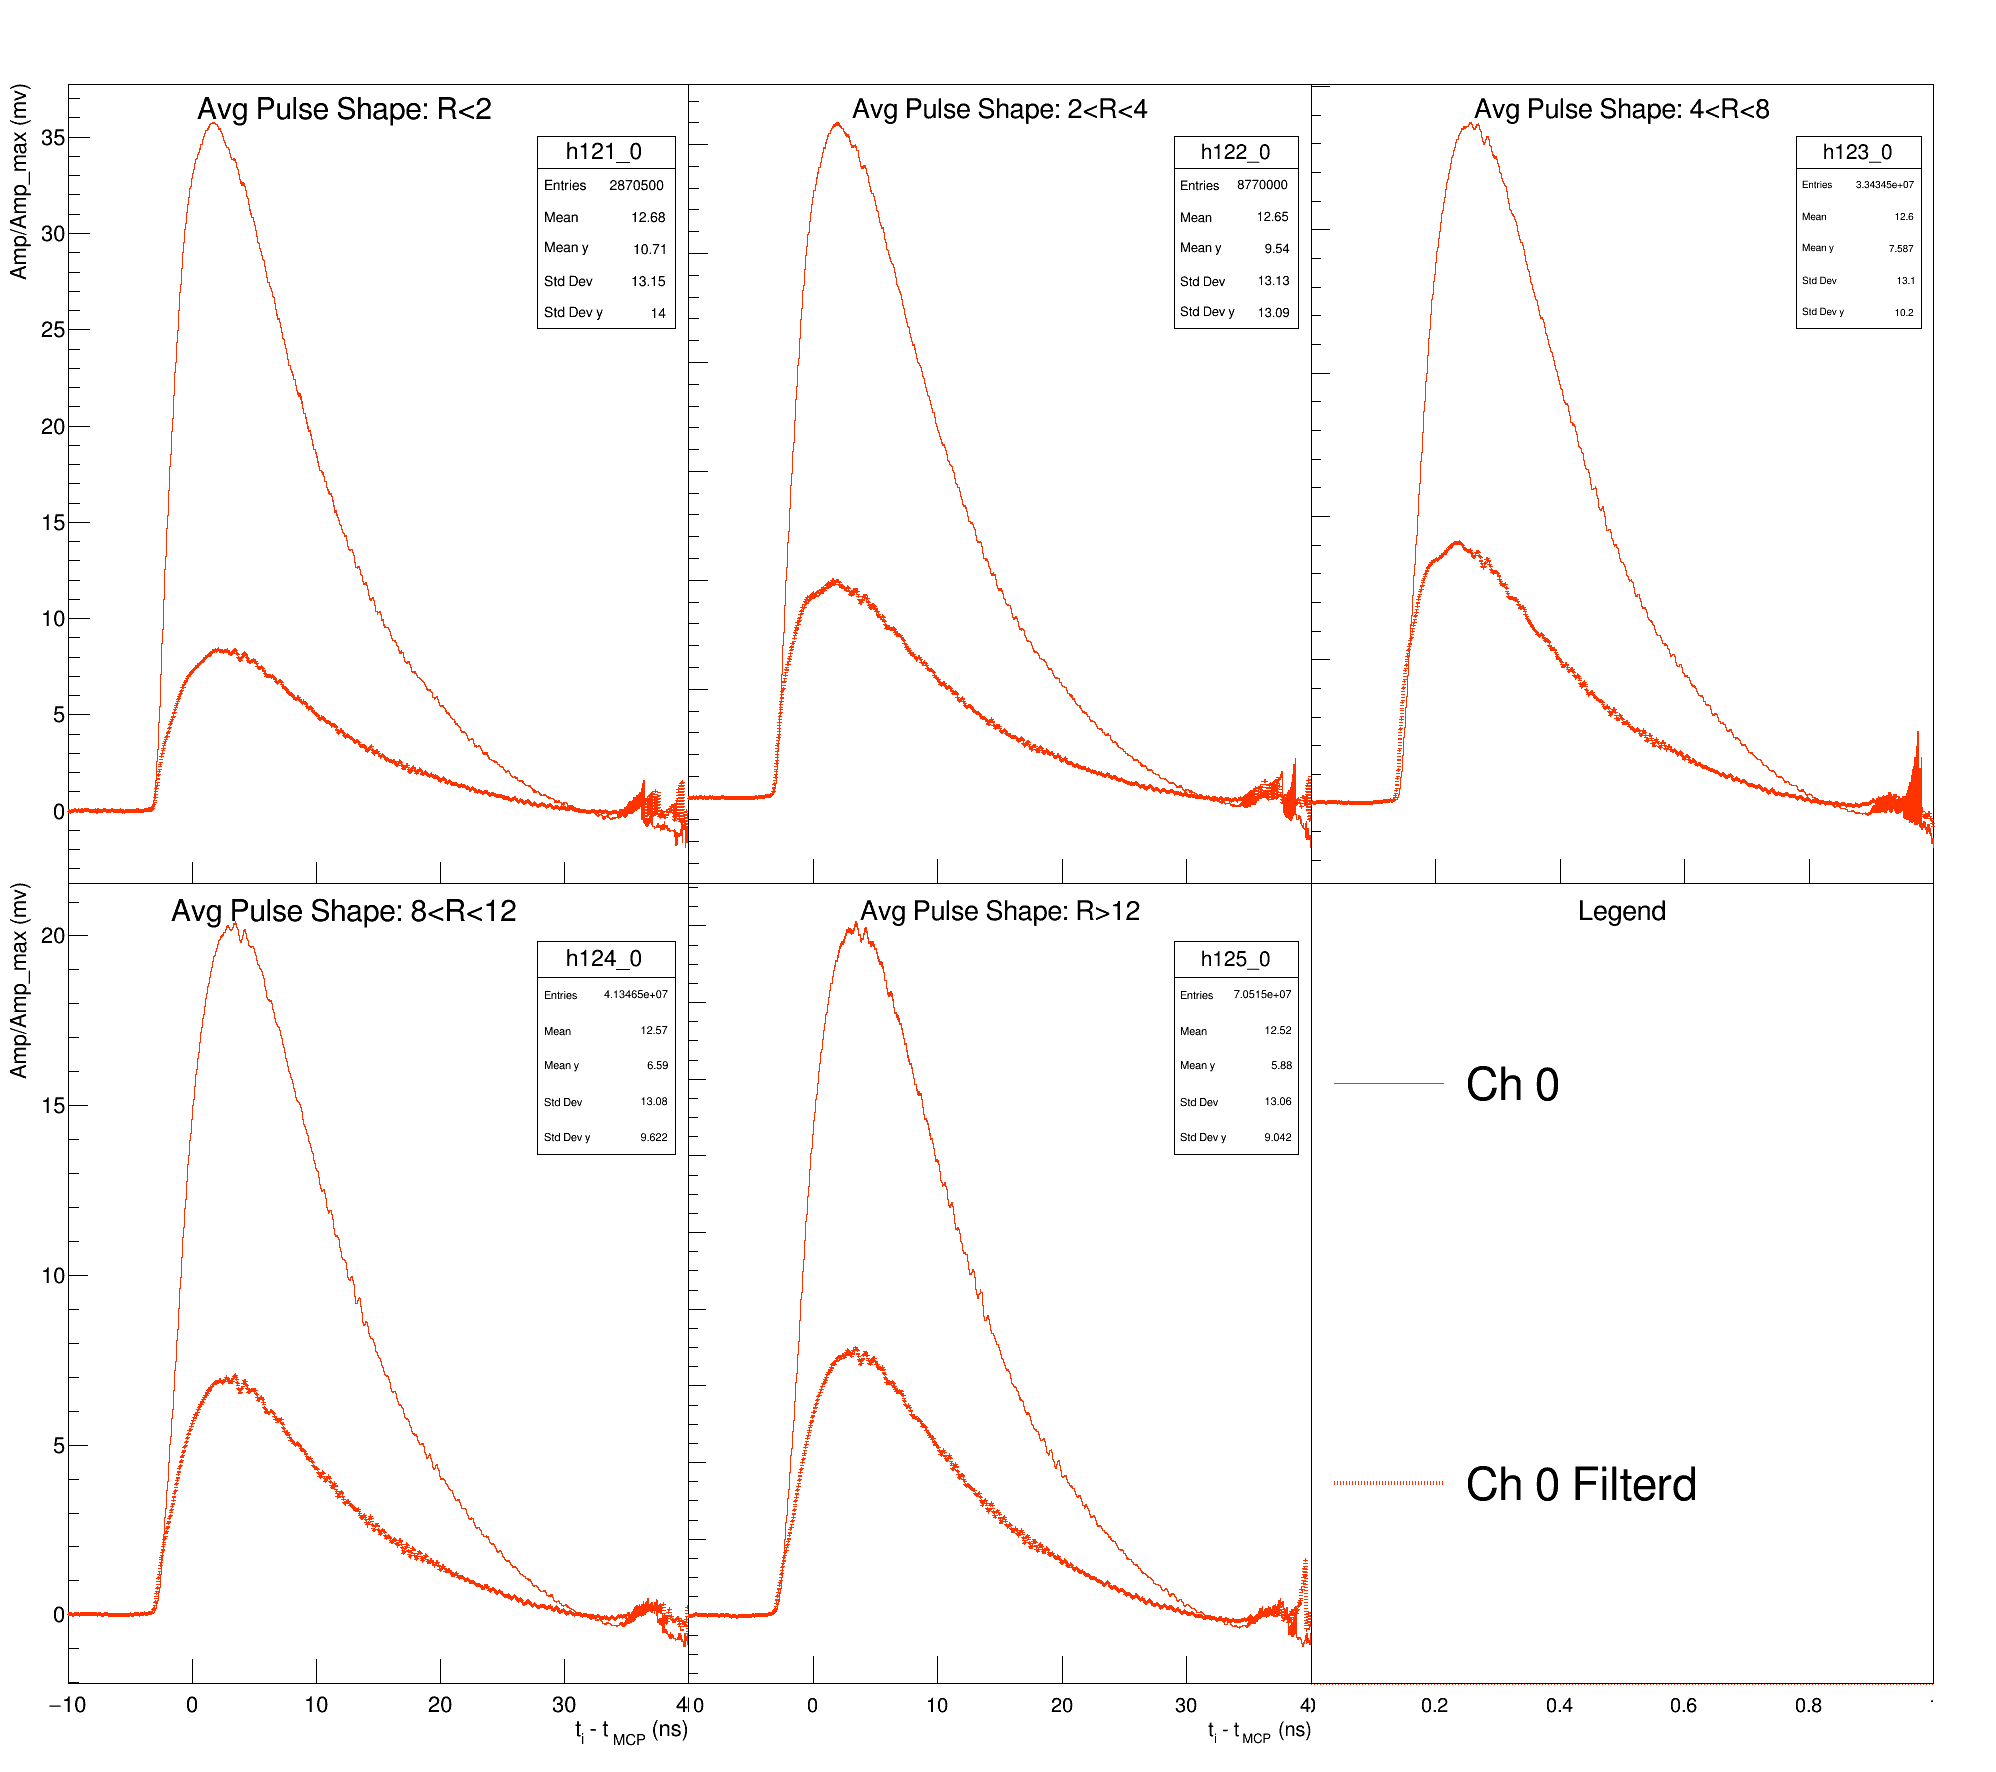 Amp/Amp_max (mv)
Avg Pulse Shape: R<2
h121_0
Entries 2870500
Mean 12.68
Mean y 10.71
Std Dev 13.15
Std Dev y 14
35
30
25
20
15
10
5
0
Avg Pulse Shape: 2<R<4
h122_0
Entries 8770000
Mean 12.65
Mean y 9.54
Std Dev 13.13
Std Dev y 13.09
Avg Pulse Shape: 4<R<8
h123_0
Entries 3.34345e+07
Mean 12.6
Mean y 7.587
Std Dev 13.1
Std Dev y 10.2
Amp/Amp_max (mv)
Avg Pulse Shape: 8<R<12
h124_0
Entries 4.13465e+07
Mean 12.57
Mean y 6.59
Std Dev 13.08
Std Dev y 9.622
20
15
10
5
0
−10 0 10 20 30 40
t_i - t_MCP (ns)
Avg Pulse Shape: R>12
h125_0
Entries 7.0515e+07
Mean 12.52
Mean y 5.88
Std Dev 13.06
Std Dev y 9.042
0 10 20 30 40
t_i - t_MCP (ns)
Legend
Ch 0
Ch 0 Filterd
0.2 0.4 0.6 0.8